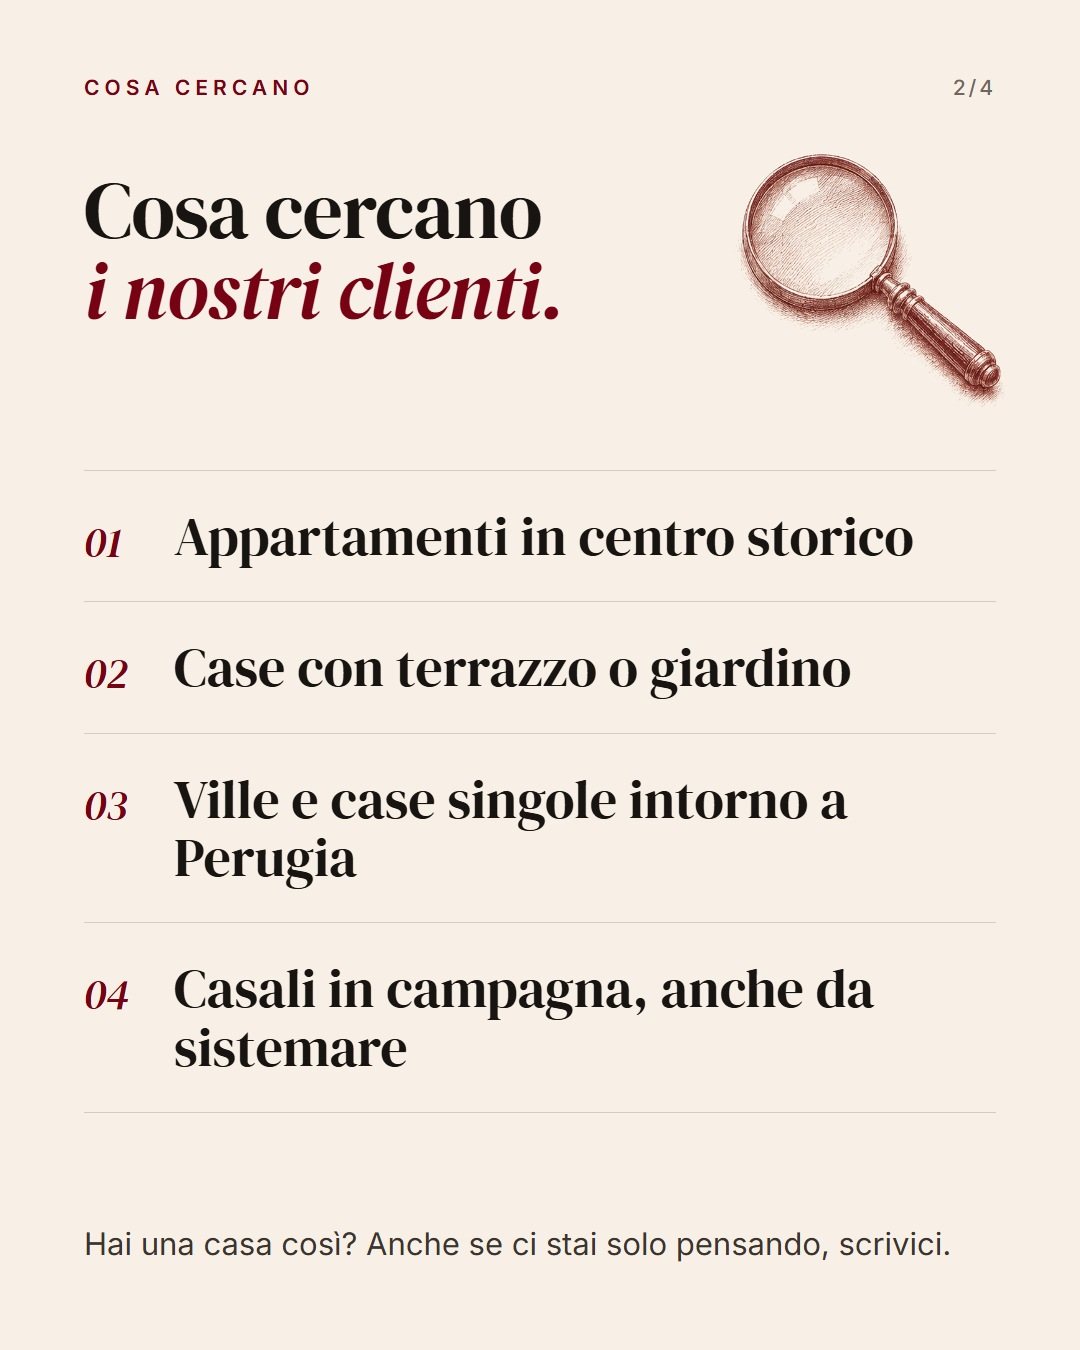 COSA CERCANO
2/4
Cosa cercano
i nostri clienti.
01 Appartamenti in centro storico
02 Case con terrazzo o giardino
03 Ville e case singole intorno a
Perugia
04 Casali in campagna, anche da
sistemare
Hai una casa così? Anche se ci stai solo pensando, scrivici.